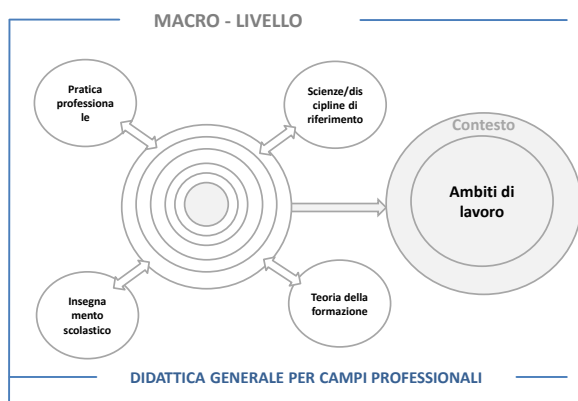 MACRO - LIVELLO
Pratica
professiona
le
Scienze/dis
cipline di
riferimento
Contesto
Ambiti di
lavoro
Insegna
mento
scolastico
Teoria della
formazione
DIDATTICA GENERALE PER CAMPI PROFESSIONALI